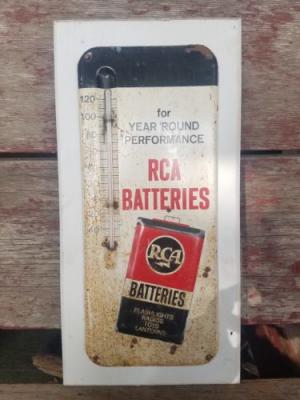 for
YEAR 'ROUND
PERFORMANCE
RCA
BATTERIES
120
100
RCA
BATTERIES
FLASHLIGHTS
RADIOS
TOYS
LANTERNS